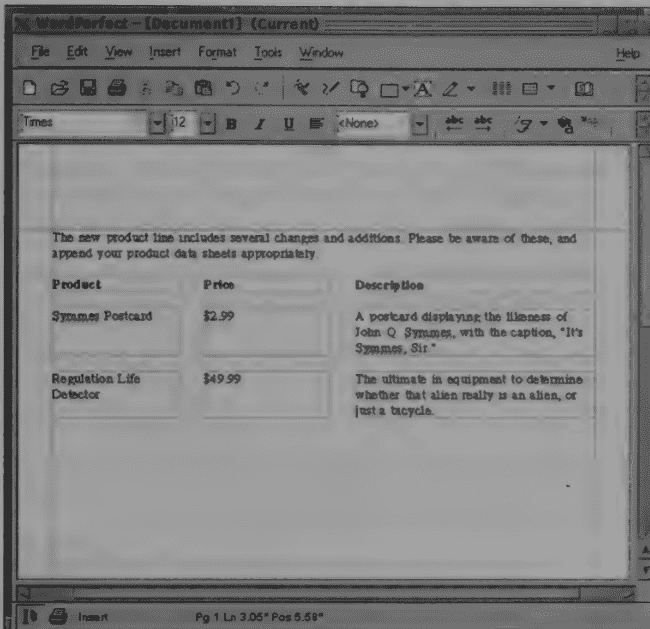 WordPerfect - [Document1] (Current)
File Edit View Insert Format Tools Window Help
Times 12 B I U <None> abc abc
The new product line includes several changes and additions. Please be aware of these, and
append your product data sheets appropriately.
Product Price Description
Symmes Postcard $2.99 A postcard displaying the likeness of
John Q. Symmes, with the caption, "It's
Symmes, Sir."
Regulation Life $49.99 The ultimate in equipment to determine
Detector whether that alien really is an alien, or
just a bicycle.
Insert Pg 1 Ln 3.05" Pos 5.58"